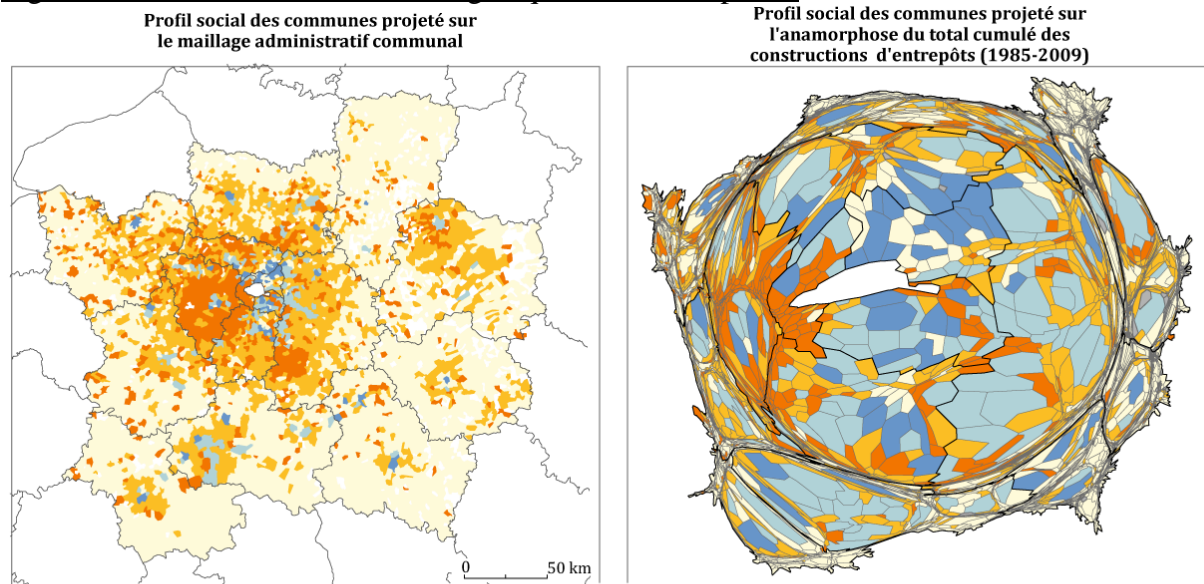 Profil social des communes projeté sur
le maillage administratif communal
Profil social des communes projeté sur
l'anamorphose du total cumulé des
constructions d'entrepôts (1985-2009)
0 50 km